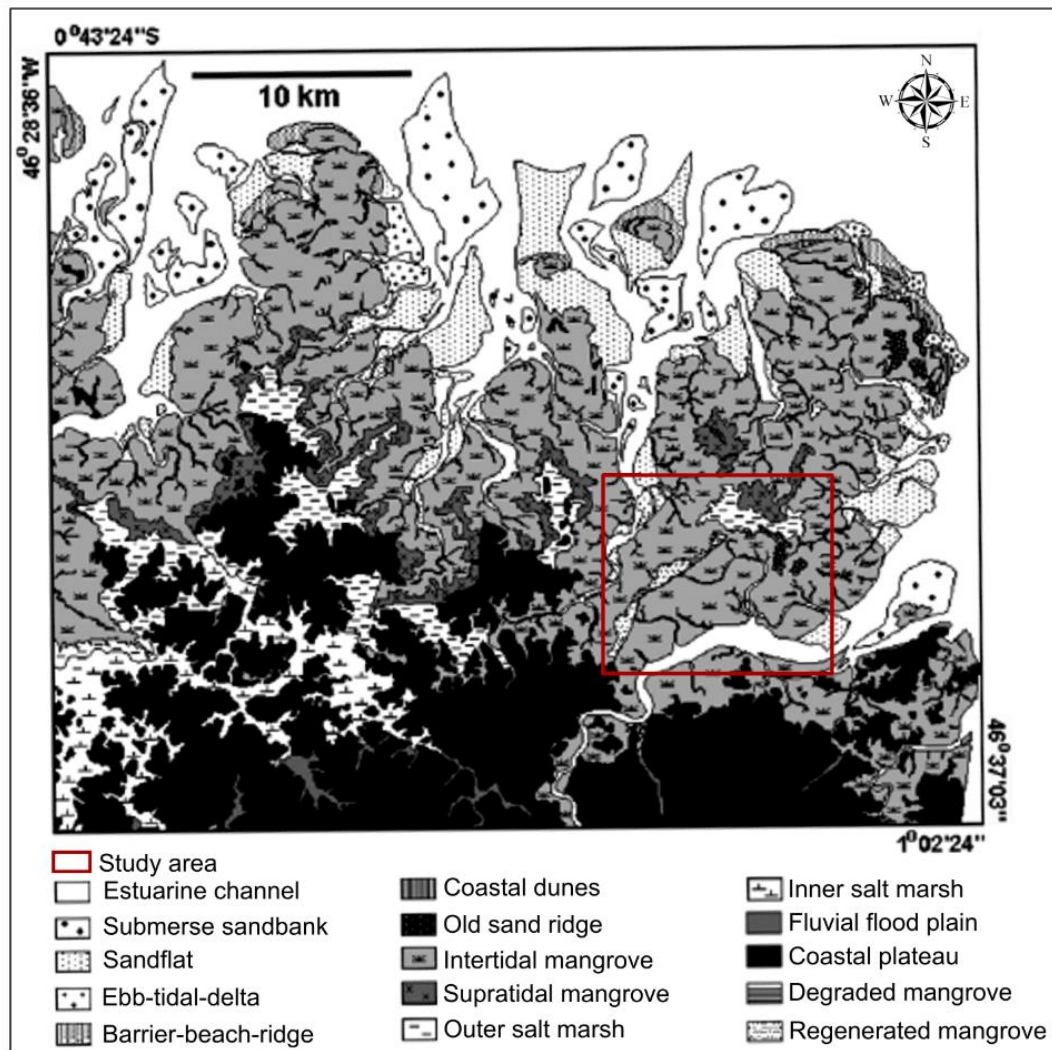 0°43'24"S
46°28'36"W
10 km
N
W E
S
46°37'03"
1°02'24"
Study area
Estuarine channel
Submerse sandbank
Sandflat
Ebb-tidal-delta
Barrier-beach-ridge
Coastal dunes
Old sand ridge
Intertidal mangrove
Supratidal mangrove
Outer salt marsh
Inner salt marsh
Fluvial flood plain
Coastal plateau
Degraded mangrove
Regenerated mangrove